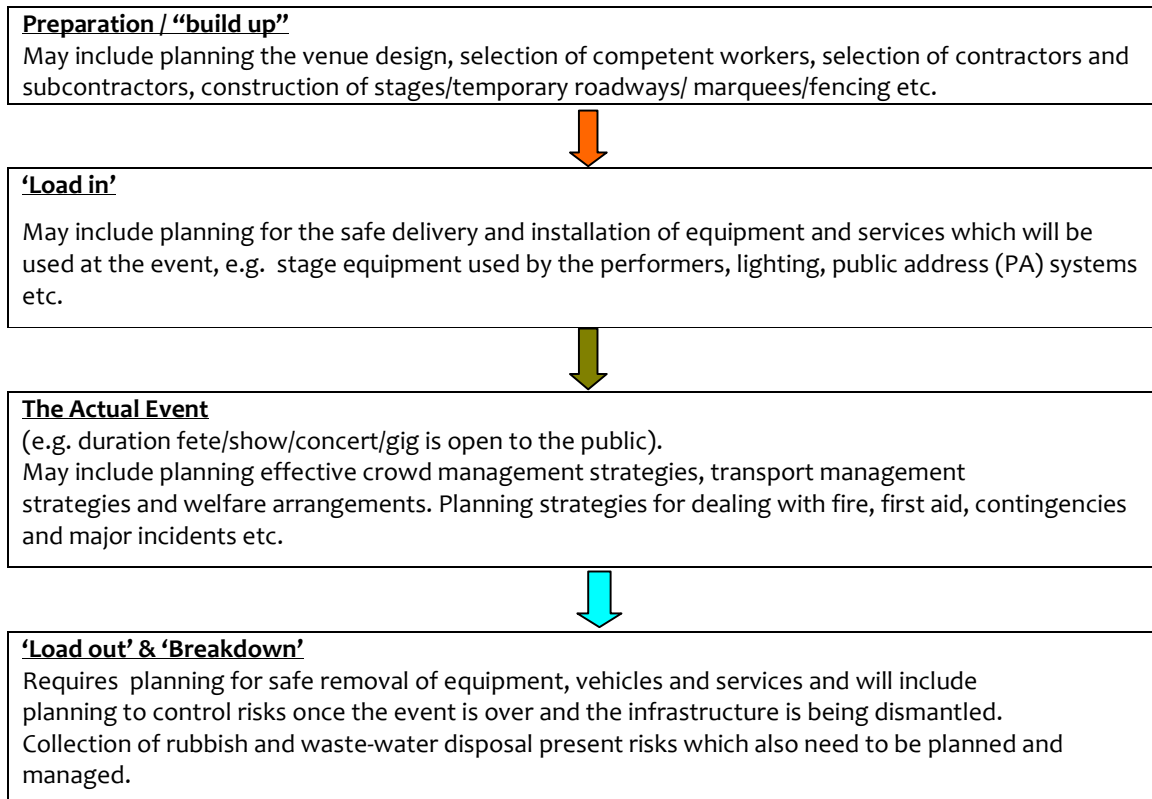 Preparation / “build up”
May include planning the venue design, selection of competent workers, selection of contractors and
subcontractors, construction of stages/temporary roadways/ marquees/fencing etc.
‘Load in’
May include planning for the safe delivery and installation of equipment and services which will be
used at the event, e.g. stage equipment used by the performers, lighting, public address (PA) systems
etc.
The Actual Event
(e.g. duration fete/show/concert/gig is open to the public).
May include planning effective crowd management strategies, transport management
strategies and welfare arrangements. Planning strategies for dealing with fire, first aid, contingencies
and major incidents etc.
‘Load out’ & ‘Breakdown’
Requires planning for safe removal of equipment, vehicles and services and will include
planning to control risks once the event is over and the infrastructure is being dismantled.
Collection of rubbish and waste-water disposal present risks which also need to be planned and
managed.